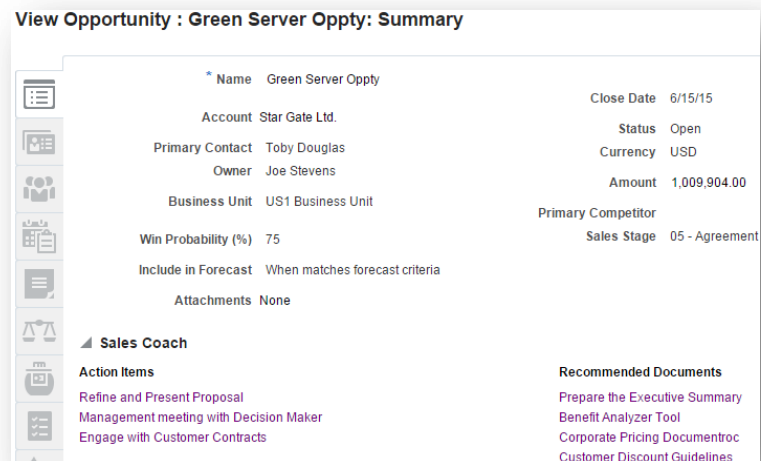 View Opportunity : Green Server Oppty: Summary
* Name Green Server Oppty
Account Star Gate Ltd.
Primary Contact Toby Douglas
Owner Joe Stevens
Business Unit US1 Business Unit
Win Probability (%) 75
Include in Forecast When matches forecast criteria
Attachments None
Close Date 6/15/15
Status Open
Currency USD
Amount 1,009,904.00
Primary Competitor
Sales Stage 05 - Agreement
Sales Coach
Action Items
Refine and Present Proposal
Management meeting with Decision Maker
Engage with Customer Contracts
Recommended Documents
Prepare the Executive Summary
Benefit Analyzer Tool
Corporate Pricing Documentroc
Customer Discount Guidelines